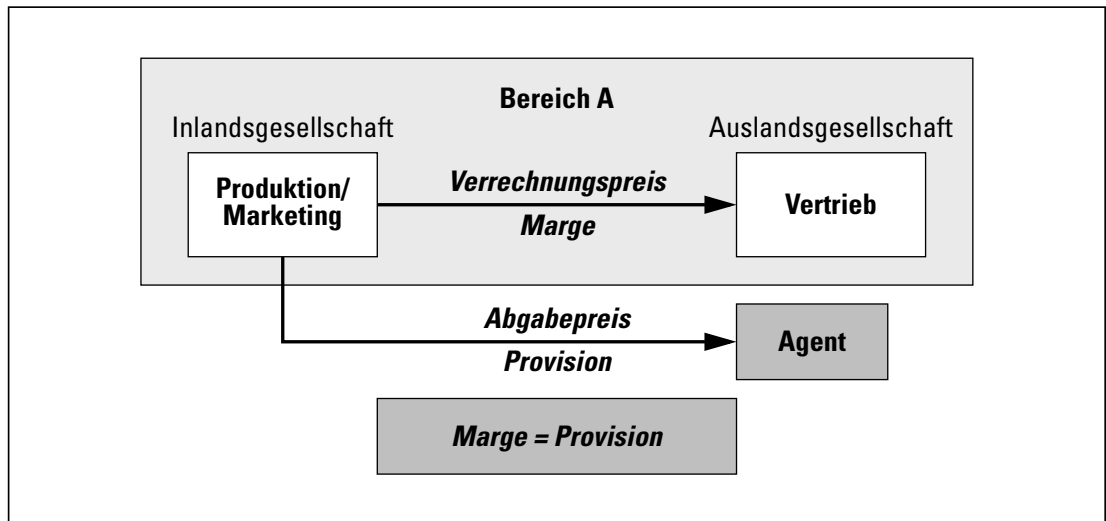 Bereich A
Inlandsgesellschaft
Auslandsgesellschaft
Produktion/
Marketing
Verrechnungspreis
Marge
Vertrieb
Abgabepreis
Provision
Agent
Marge = Provision